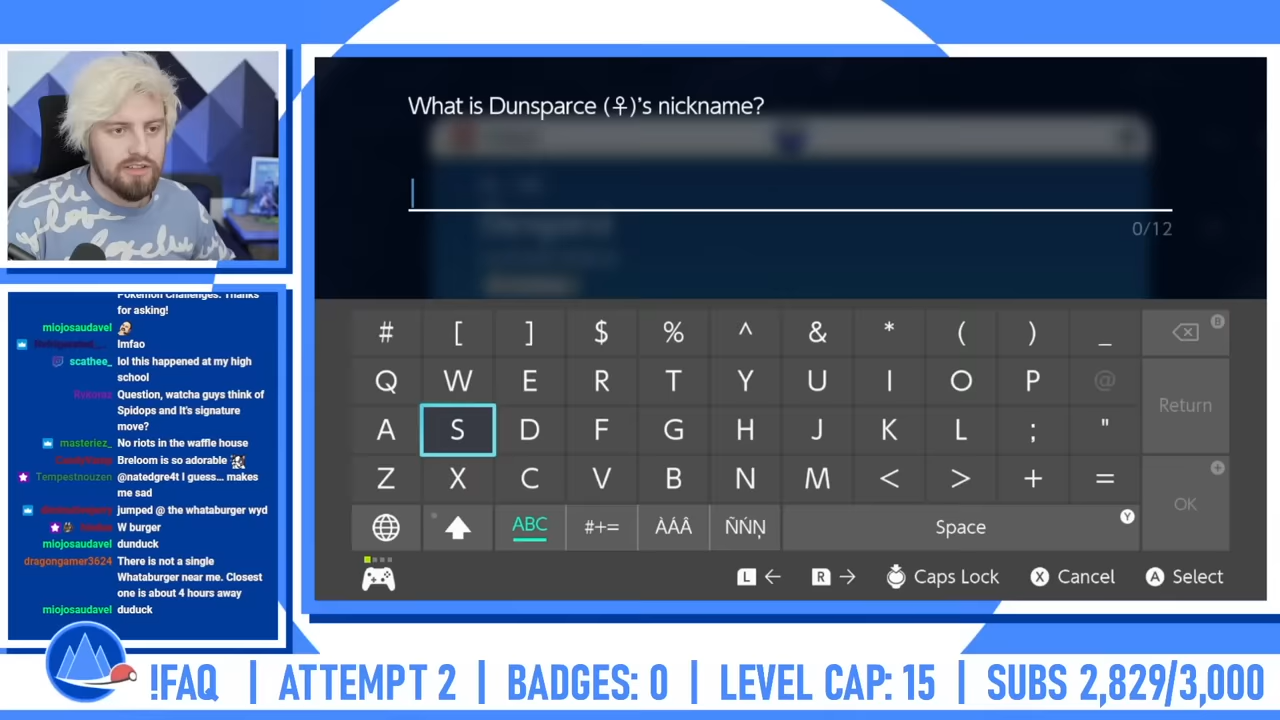 What is Dunsparce (♀)'s nickname?
0/12
# [ ] $ % ^ & * ( ) _
Q W E R T Y U I O P @
Return
A S D F G H J K L ; "
Z X C V B N M < > + =
OK
ABC #+= ÀÁÂ ÑŃŅ Space
L ← R → Caps Lock X Cancel A Select
Pokemon Challenges. Thanks
for asking!
miojosaudavel
lmfao
scathee_ lol this happened at my high
school
Question, watcha guys think of
Spidops and It's signature
move?
masteriez_ No riots in the waffle house
Breloom is so adorable
Tempestnouzen @natedgre4t I guess... makes
me sad
jumped @ the whataburger wyd
W burger
miojosaudavel dunduck
dragongamer3624 There is not a single
Whataburger near me. Closest
one is about 4 hours away
miojosaudavel duduck
!FAQ | ATTEMPT 2 | BADGES: 0 | LEVEL CAP: 15 | SUBS 2,829/3,000